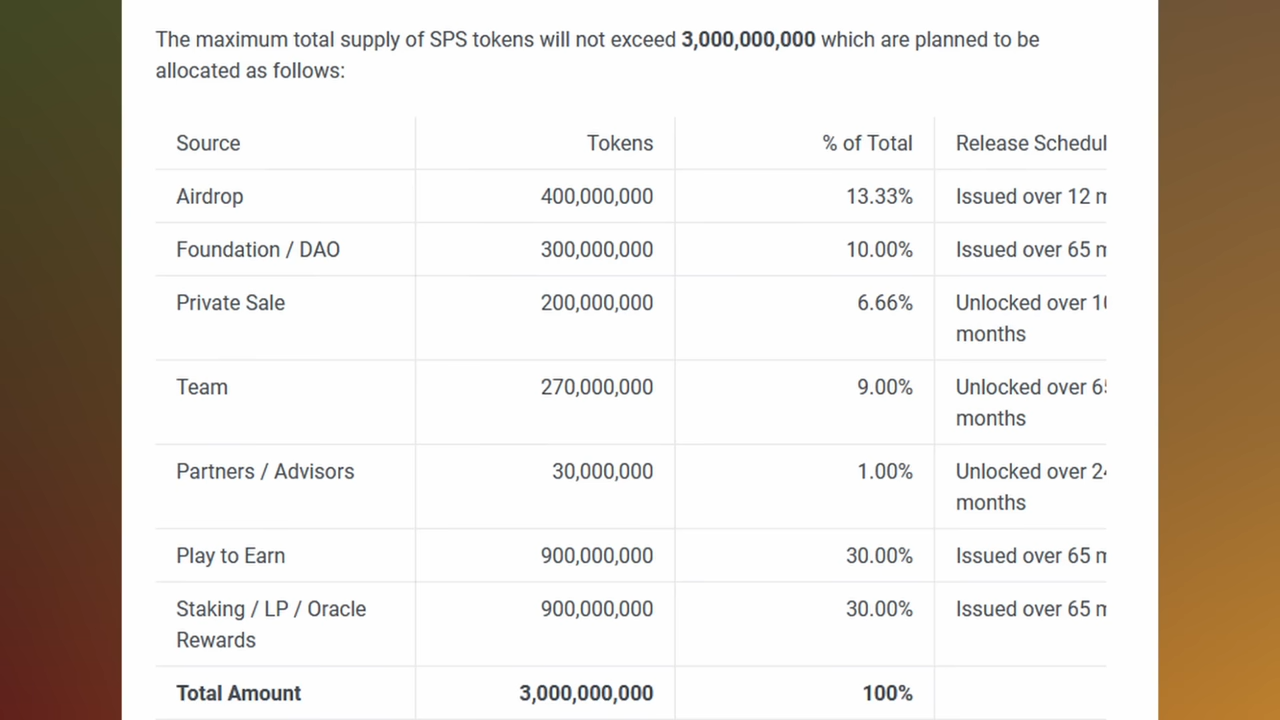 The maximum total supply of SPS tokens will not exceed 3,000,000,000 which are planned to be
allocated as follows:
Source Tokens % of Total Release Schedul
Airdrop 400,000,000 13.33% Issued over 12 m
Foundation / DAO 300,000,000 10.00% Issued over 65 m
Private Sale 200,000,000 6.66% Unlocked over 10
months
Team 270,000,000 9.00% Unlocked over 65
months
Partners / Advisors 30,000,000 1.00% Unlocked over 24
months
Play to Earn 900,000,000 30.00% Issued over 65 m
Staking / LP / Oracle 900,000,000 30.00% Issued over 65 m
Rewards
Total Amount 3,000,000,000 100%